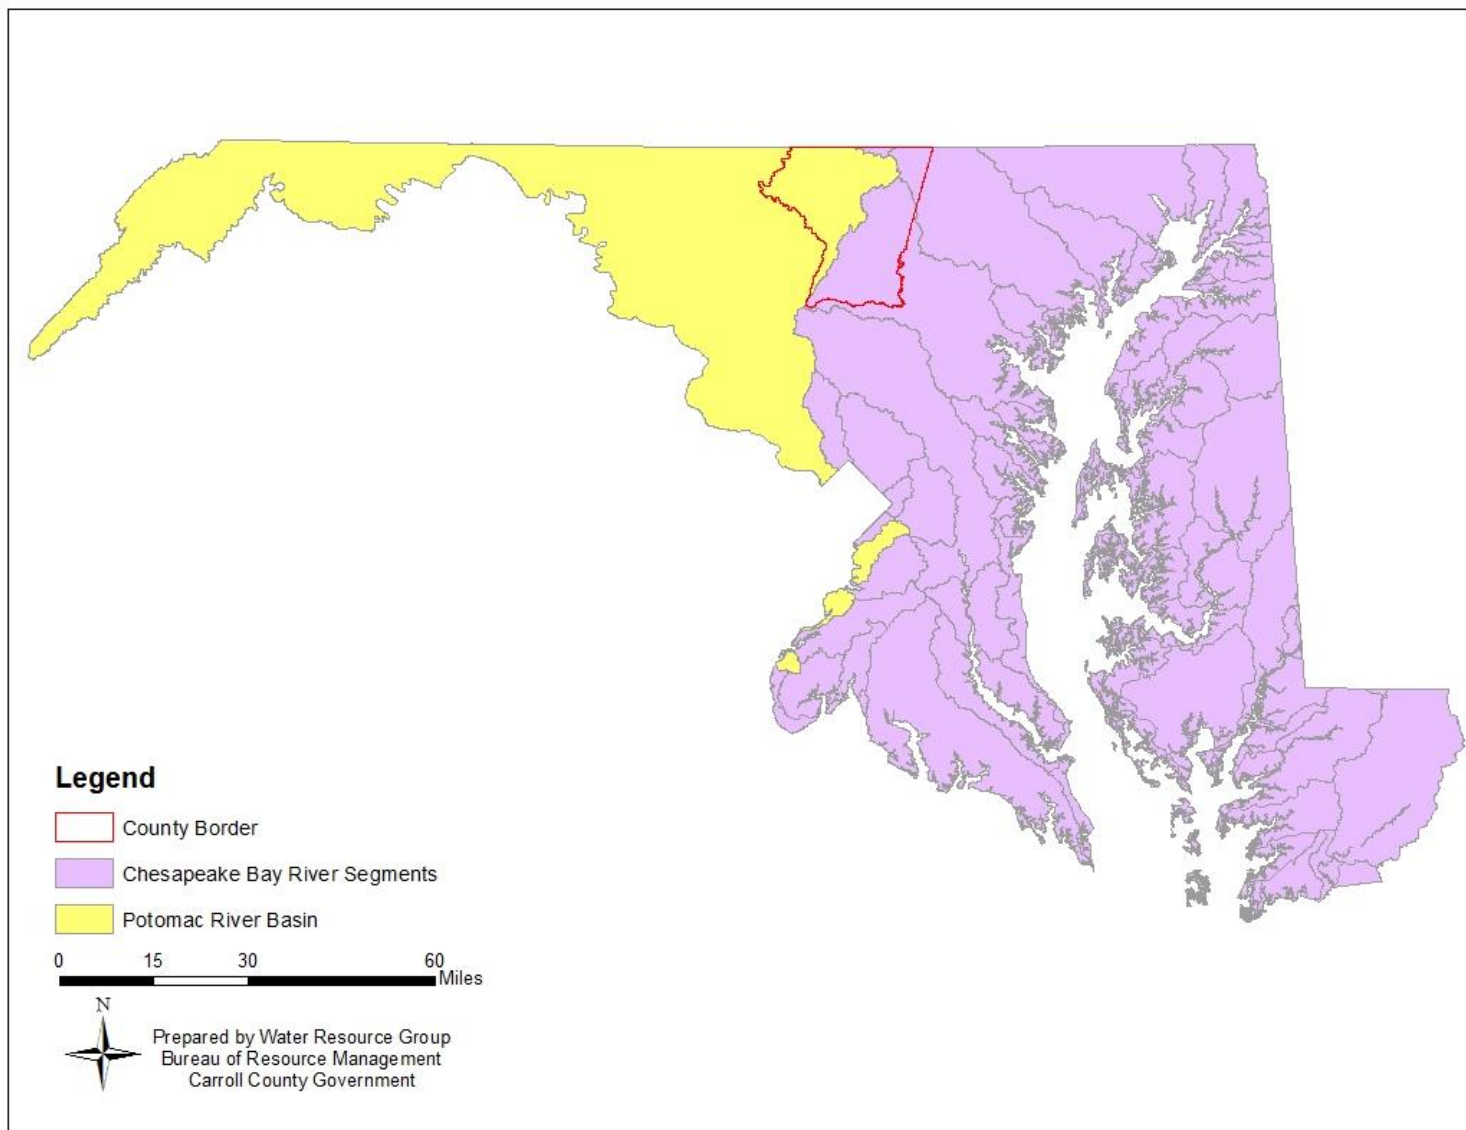 Legend
County Border
Chesapeake Bay River Segments
Potomac River Basin
0 15 30 60
Miles
N
Prepared by Water Resource Group
Bureau of Resource Management
Carroll County Government